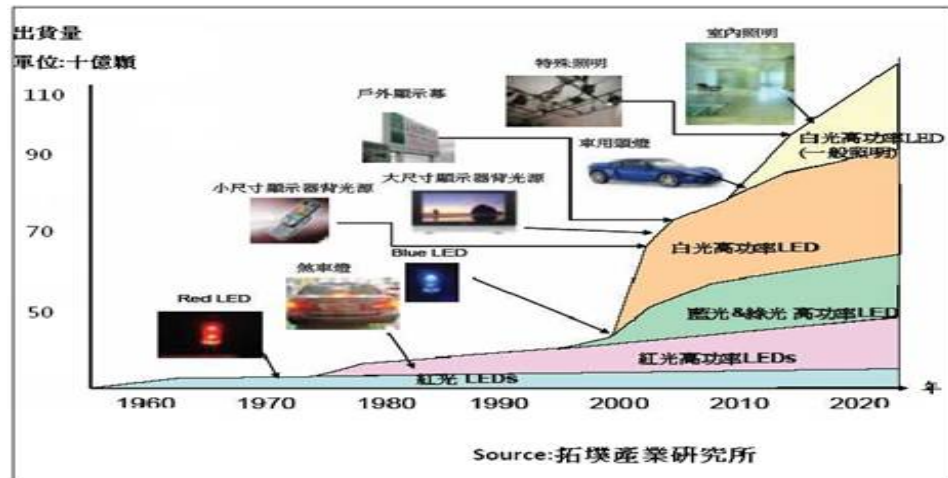 出貨量
單位:十億顆
110
90
70
50
室內照明
特殊照明
戶外顯示幕
車用頭燈
大尺寸顯示器背光源
小尺寸顯示器背光源
Blue LED
煞車燈
Red LED
白光高功率LED
(一般照明)
白光高功率LED
藍光&綠光 高功率LED
紅光高功率LEDs
紅光 LEDS
1960 1970 1980 1990 2000 2010 2020 年
Source:拓墣產業研究所